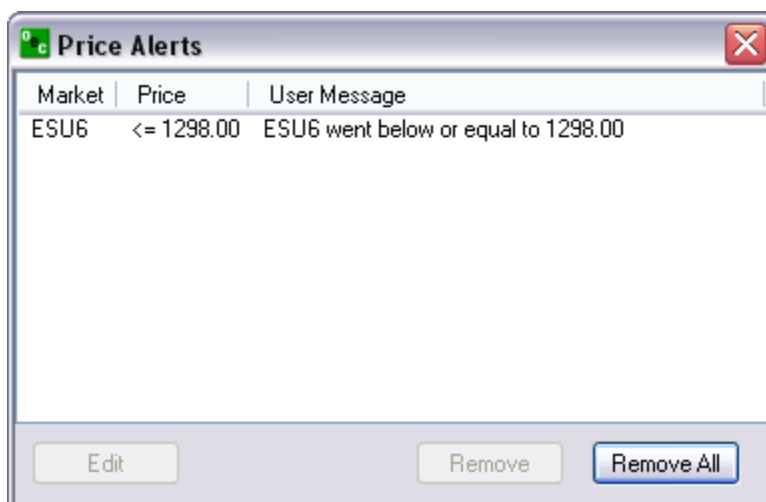 oec Price Alerts
Market Price User Message
ESU6 <= 1298.00 ESU6 went below or equal to 1298.00
Edit Remove Remove All